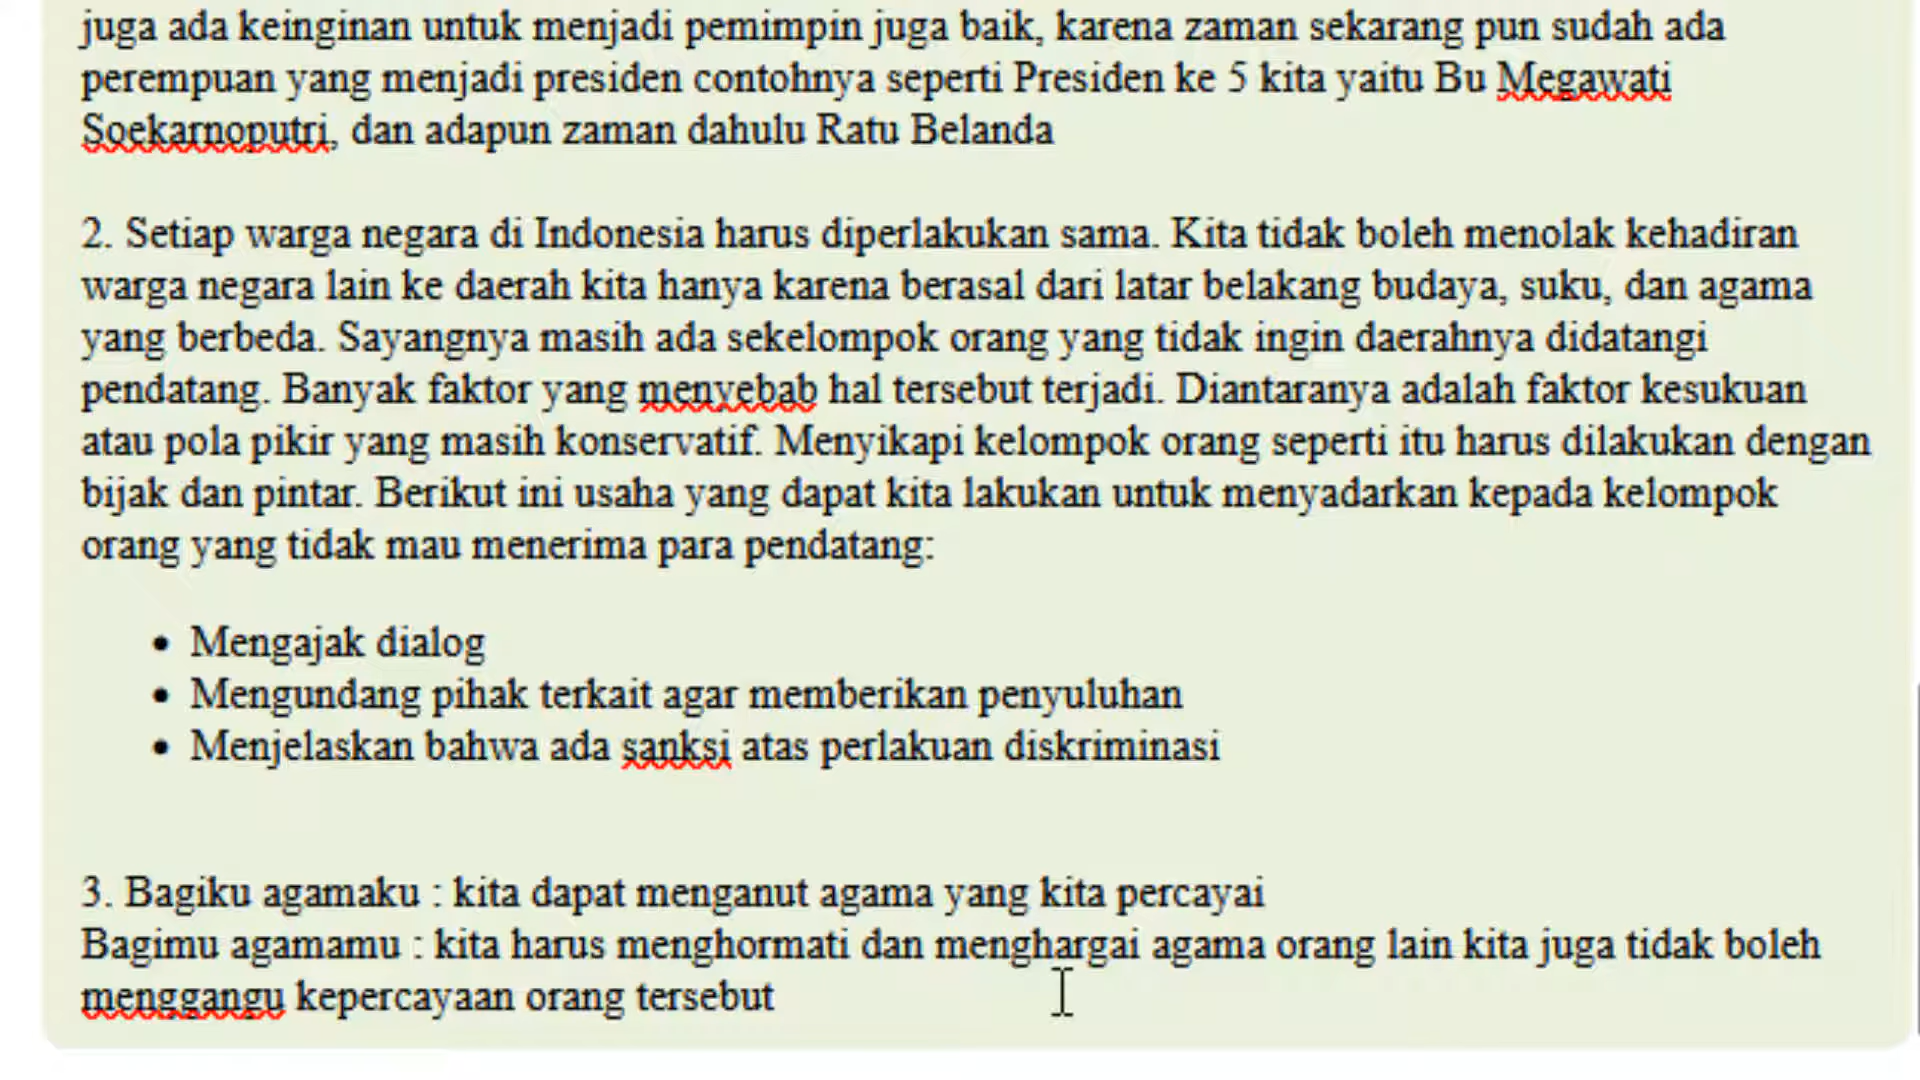 juga ada keinginan untuk menjadi pemimpin juga baik, karena zaman sekarang pun sudah ada
perempuan yang menjadi presiden contohnya seperti Presiden ke 5 kita yaitu Bu Megawati
Soekarnoputri, dan adapun zaman dahulu Ratu Belanda
2. Setiap warga negara di Indonesia harus diperlakukan sama. Kita tidak boleh menolak kehadiran
warga negara lain ke daerah kita hanya karena berasal dari latar belakang budaya, suku, dan agama
yang berbeda. Sayangnya masih ada sekelompok orang yang tidak ingin daerahnya didatangi
pendatang. Banyak faktor yang menyebab hal tersebut terjadi. Diantaranya adalah faktor kesukuan
atau pola pikir yang masih konservatif. Menyikapi kelompok orang seperti itu harus dilakukan dengan
bijak dan pintar. Berikut ini usaha yang dapat kita lakukan untuk menyadarkan kepada kelompok
orang yang tidak mau menerima para pendatang:
• Mengajak dialog
• Mengundang pihak terkait agar memberikan penyuluhan
• Menjelaskan bahwa ada sanksi atas perlakuan diskriminasi
3. Bagiku agamaku : kita dapat menganut agama yang kita percayai
Bagimu agamamu : kita harus menghormati dan menghargai agama orang lain kita juga tidak boleh
menggangu kepercayaan orang tersebut